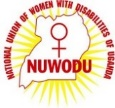 NATIONAL UNION OF WOMEN WITH DISABILITIES OF UGANDA
NUWODU